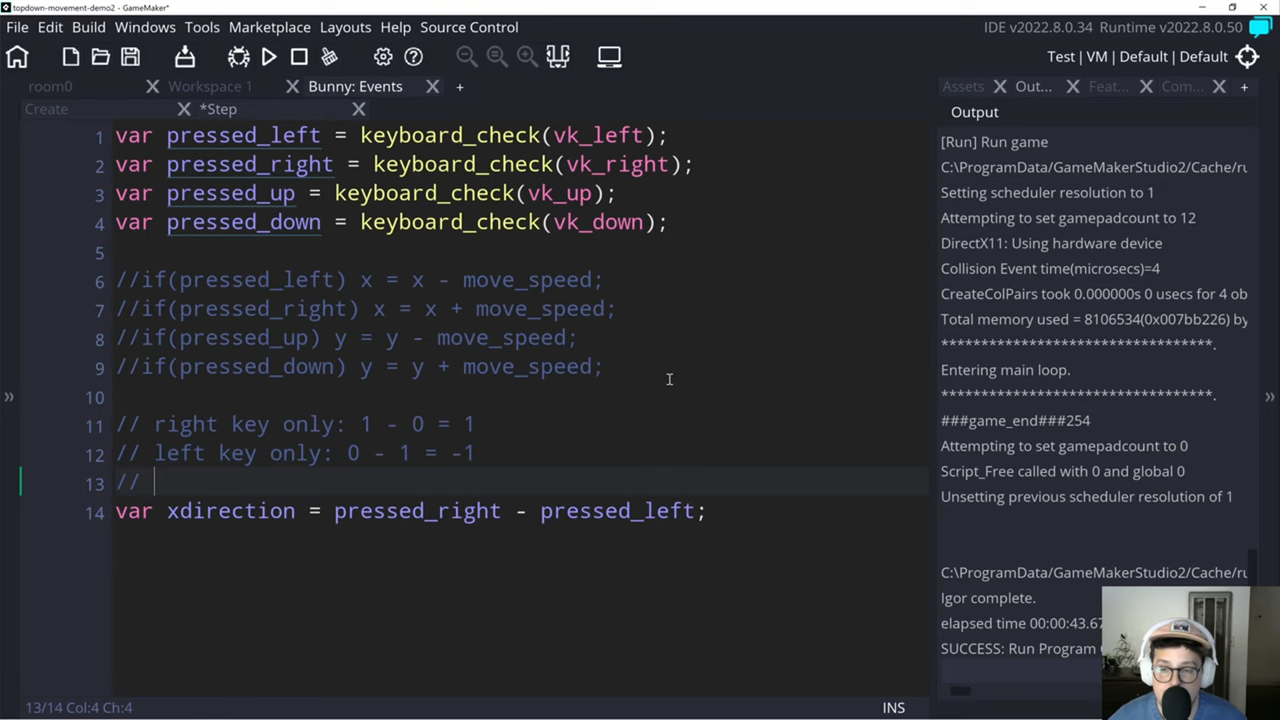 topdown-movement-demo2 - GameMaker*
File Edit Build Windows Tools Marketplace Layouts Help Source Control
IDE v2022.8.0.34 Runtime v2022.8.0.50
Test | VM | Default | Default
room0 Workspace 1 Bunny: Events +
Assets Out... Feat... Com... +
Create *Step
Output
1 var pressed_left = keyboard_check(vk_left);
2 var pressed_right = keyboard_check(vk_right);
3 var pressed_up = keyboard_check(vk_up);
4 var pressed_down = keyboard_check(vk_down);
5
6 //if(pressed_left) x = x - move_speed;
7 //if(pressed_right) x = x + move_speed;
8 //if(pressed_up) y = y - move_speed;
9 //if(pressed_down) y = y + move_speed;
10
11 // right key only: 1 - 0 = 1
12 // left key only: 0 - 1 = -1
13 //
14 var xdirection = pressed_right - pressed_left;
[Run] Run game
C:\ProgramData/GameMakerStudio2/Cache/ru
Setting scheduler resolution to 1
Attempting to set gamepadcount to 12
DirectX11: Using hardware device
Collision Event time(microsecs)=4
CreateColPairs took 0.000000s 0 usecs for 4 ob
Total memory used = 8106534(0x007bb226) by
***********************************.
Entering main loop.
***********************************.
###game_end###254
Attempting to set gamepadcount to 0
Script_Free called with 0 and global 0
Unsetting previous scheduler resolution of 1
C:\ProgramData/GameMakerStudio2/Cache/ru
Igor complete.
elapsed time 00:00:43.67
SUCCESS: Run Program
13/14 Col:4 Ch:4
INS